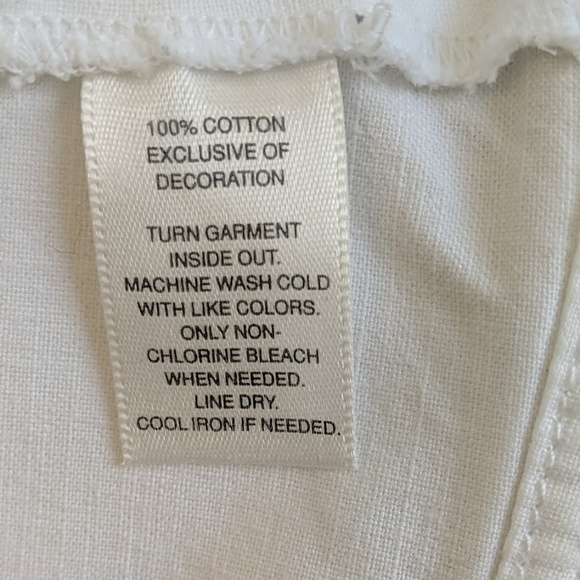 100% COTTON
EXCLUSIVE OF
DECORATION
TURN GARMENT
INSIDE OUT.
MACHINE WASH COLD
WITH LIKE COLORS.
ONLY NON-
CHLORINE BLEACH
WHEN NEEDED.
LINE DRY.
COOL IRON IF NEEDED.